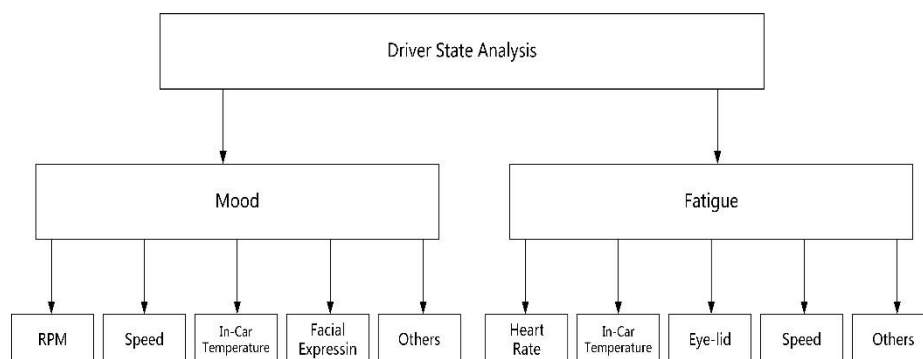 Driver State Analysis
Mood
Fatigue
RPM
Speed
In-Car
Temperature
Facial
Expressin
Others
Heart
Rate
In-Car
Temperature
Eye-lid
Speed
Others